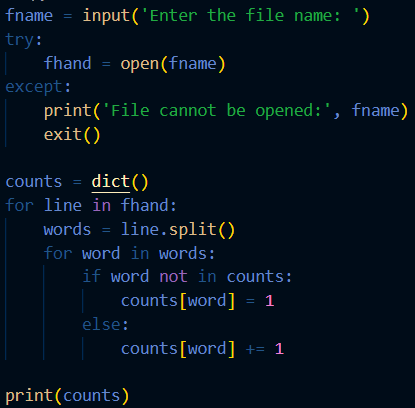 fname = input('Enter the file name: ')
try:
    fhand = open(fname)
except:
    print('File cannot be opened:', fname)
    exit()

counts = dict()
for line in fhand:
    words = line.split()
    for word in words:
        if word not in counts:
            counts[word] = 1
        else:
            counts[word] += 1

print(counts)